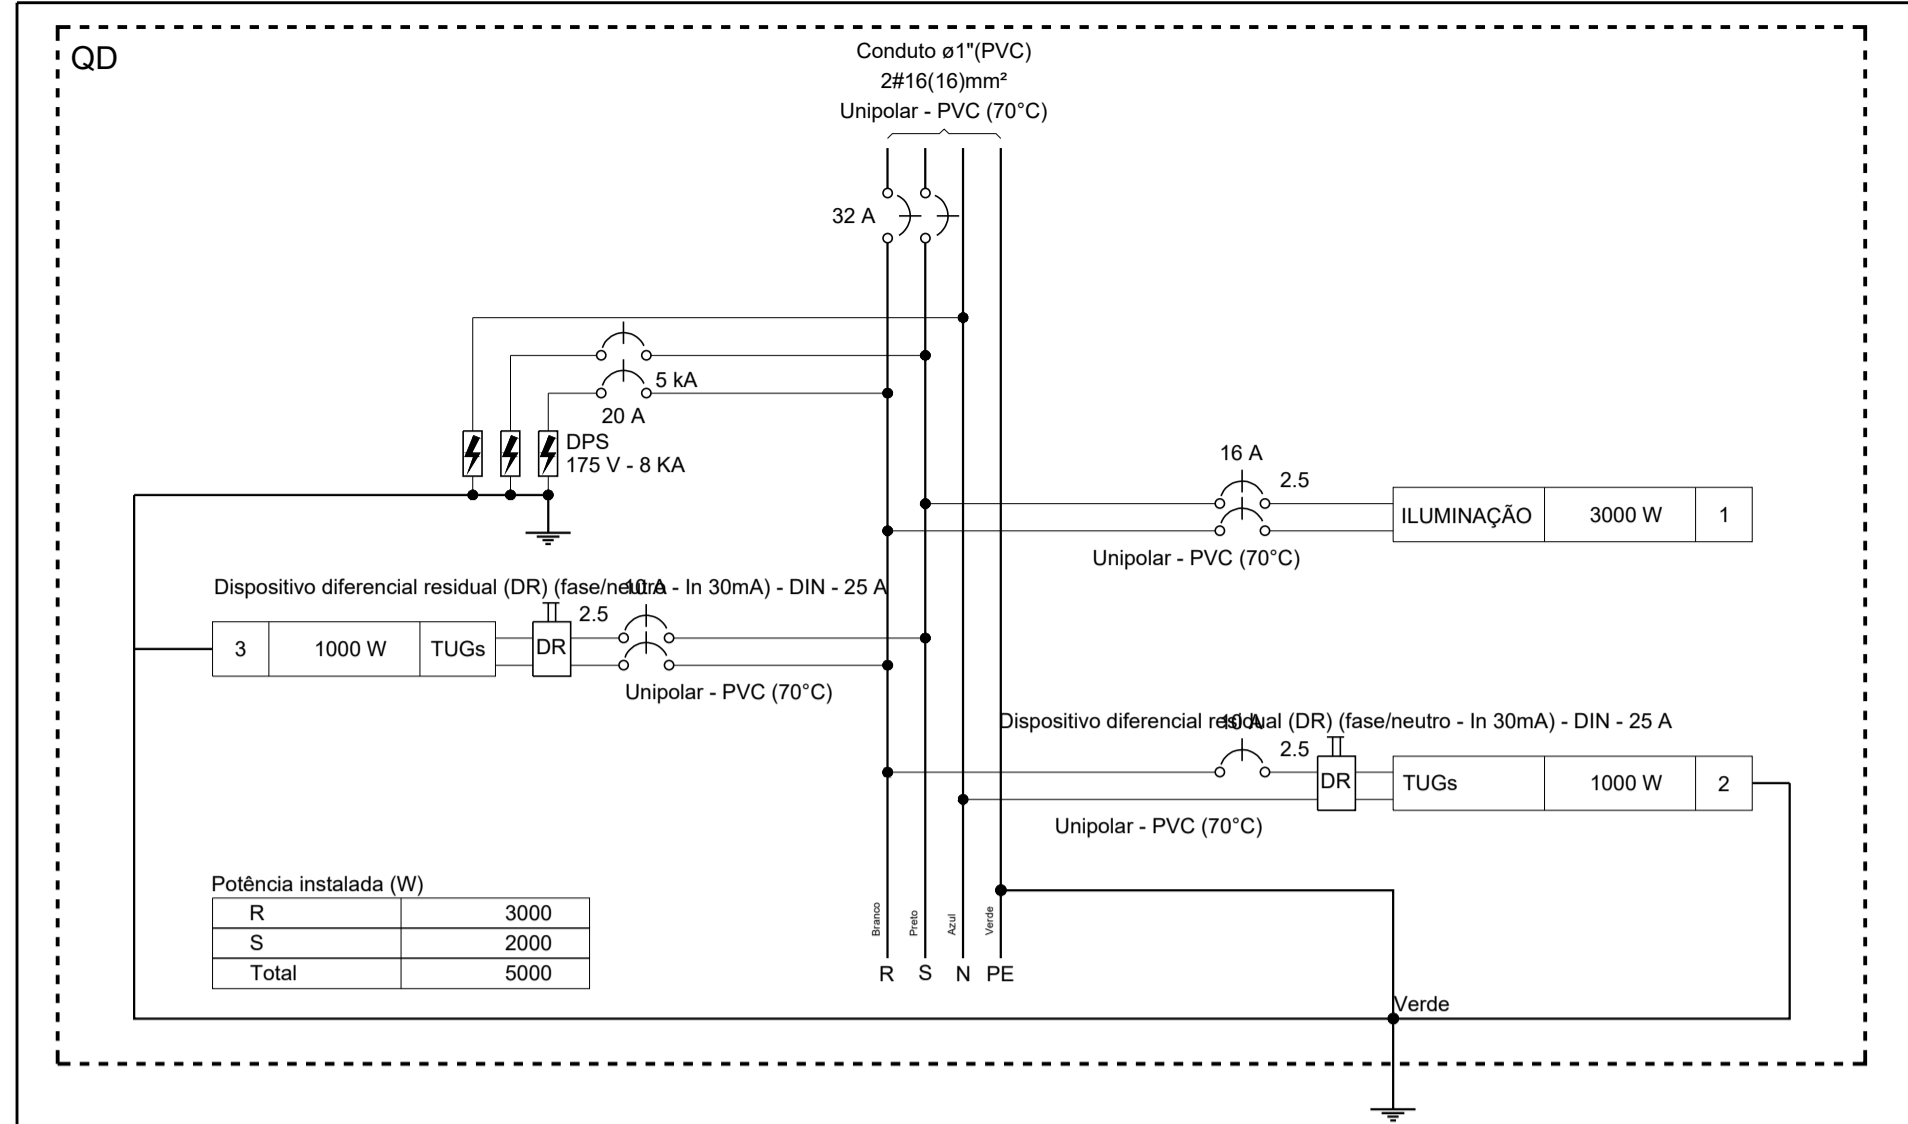 QD
Conduto ø1"(PVC)
2#16(16)mm²
Unipolar - PVC (70°C)
32 A
5 kA
20 A
DPS
175 V - 8 KA
16 A
2.5
ILUMINAÇÃO 3000 W 1
Unipolar - PVC (70°C)
Dispositivo diferencial residual (DR) (fase/neutro - In 30mA) - DIN - 25 A
10 A
2.5
3 1000 W TUGs DR
Unipolar - PVC (70°C)
Dispositivo diferencial residual (DR) (fase/neutro - In 30mA) - DIN - 25 A
10 A
2.5
DR TUGs 1000 W 2
Unipolar - PVC (70°C)
Potência instalada (W)
R 3000
S 2000
Total 5000
Branco Preto Azul Verde
R S N PE
Verde